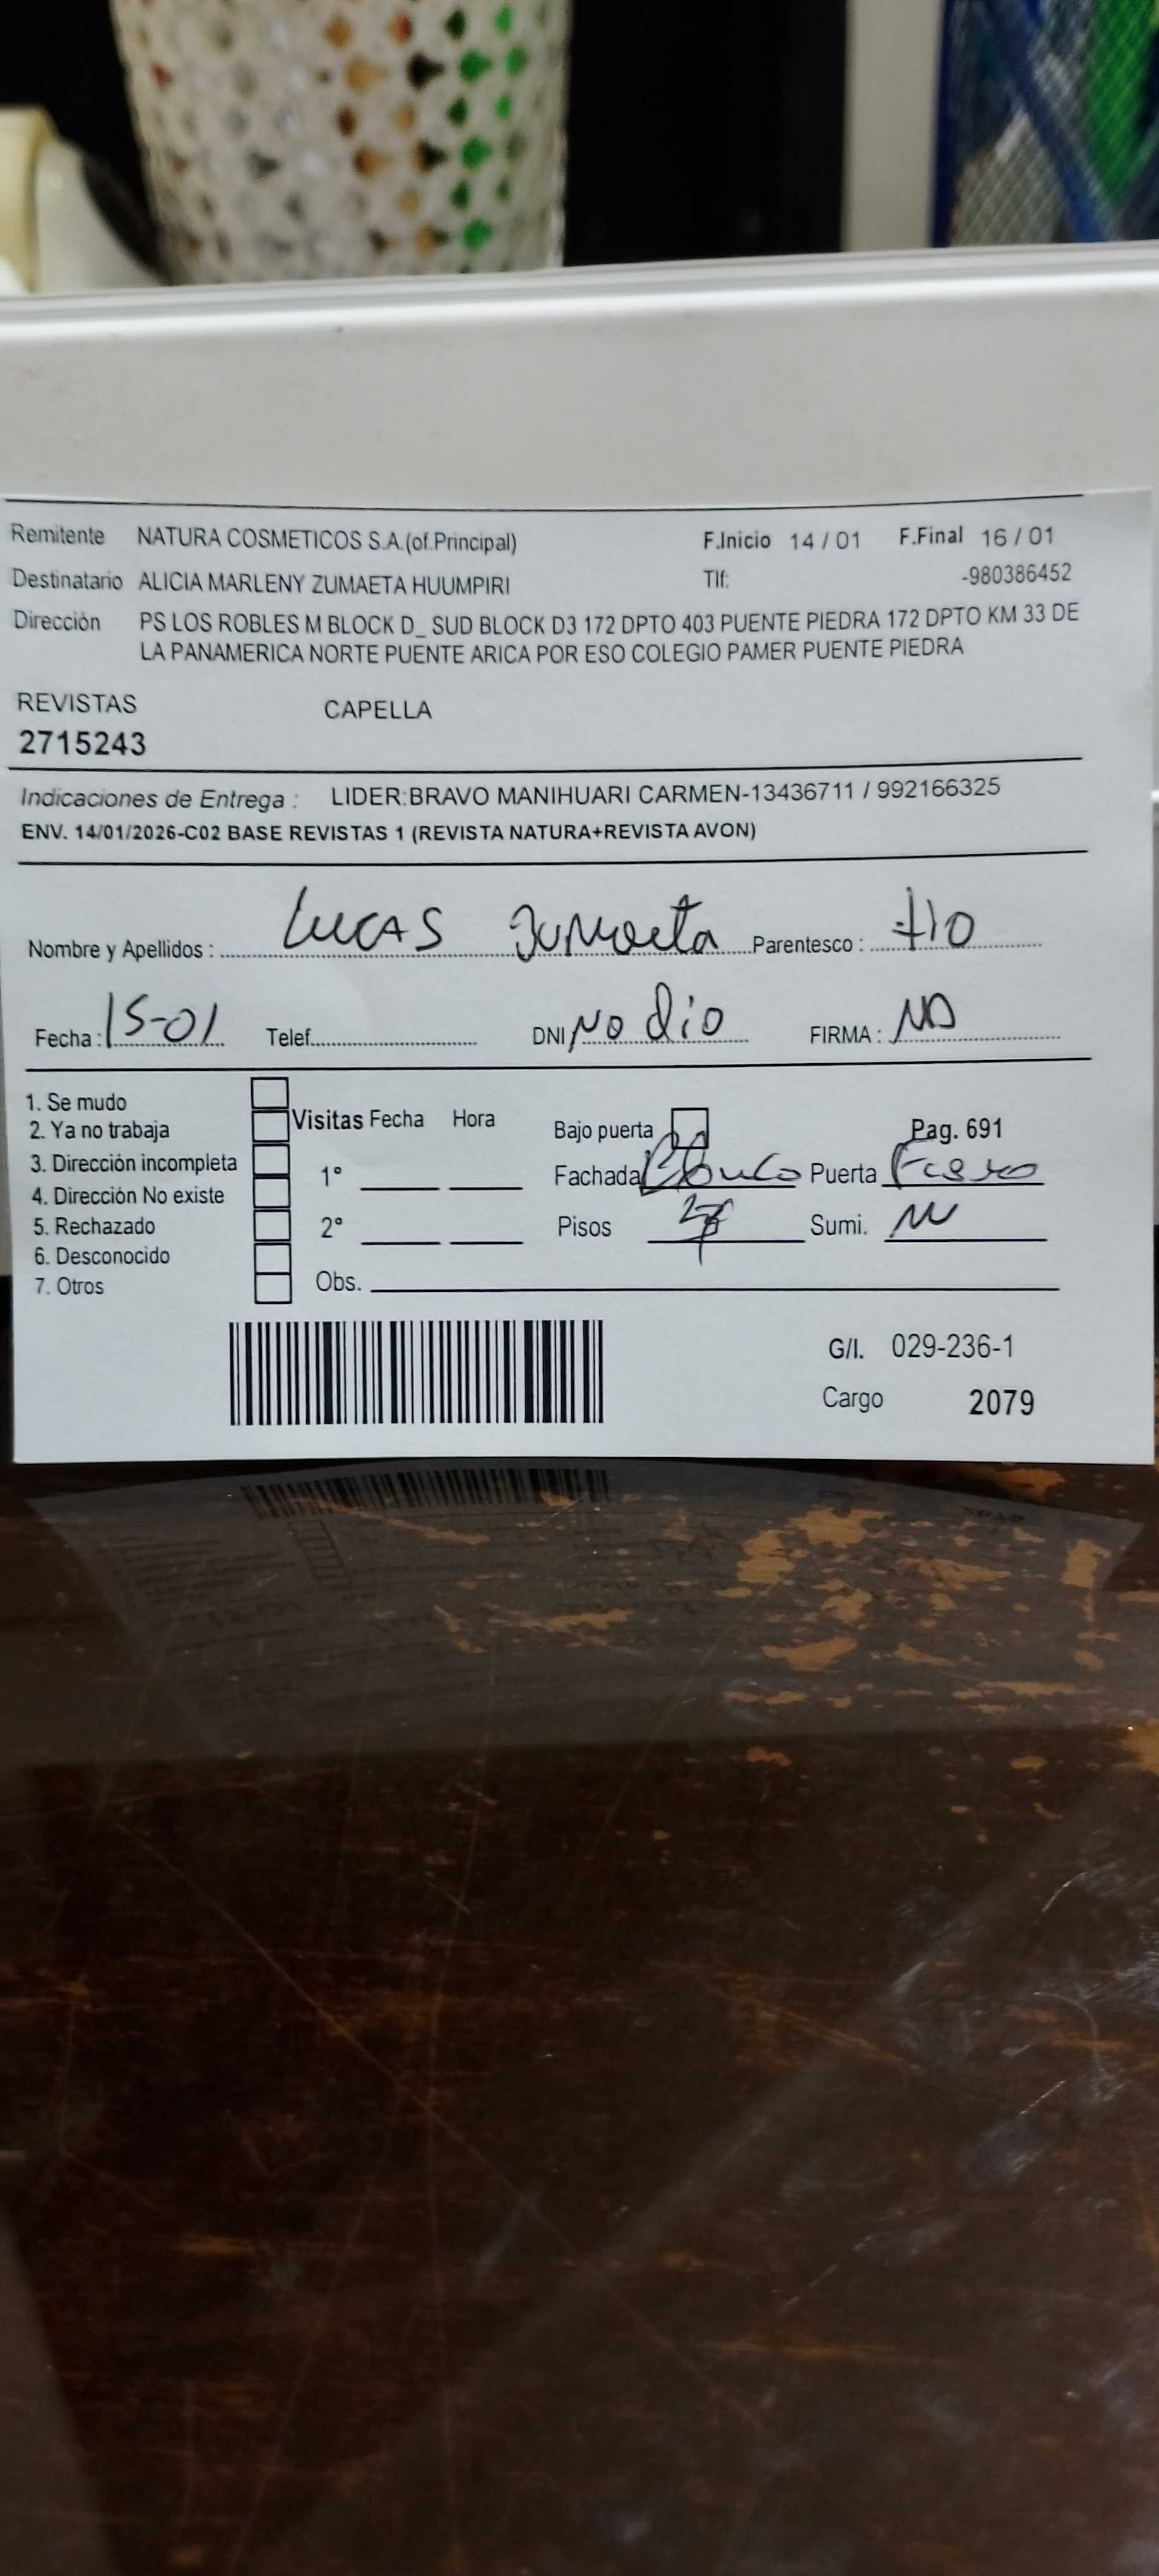 Remitente NATURA COSMETICOS S.A.(of.Principal) F.Inicio 14 / 01 F.Final 16 / 01
Destinatario ALICIA MARLENY ZUMAETA HUUMPIRI Tlf: -980386452
Dirección PS LOS ROBLES M BLOCK D_ SUD BLOCK D3 172 DPTO 403 PUENTE PIEDRA 172 DPTO KM 33 DE
LA PANAMERICA NORTE PUENTE ARICA POR ESO COLEGIO PAMER PUENTE PIEDRA
REVISTAS CAPELLA
2715243
Indicaciones de Entrega : LIDER:BRAVO MANIHUARI CARMEN-13436711 / 992166325
ENV. 14/01/2026-C02 BASE REVISTAS 1 (REVISTA NATURA+REVISTA AVON)
Nombre y Apellidos : LUCAS Zumaeta Parentesco : tio
Fecha : 15-01 Telef. DNI No dio FIRMA :
1. Se mudo
2. Ya no trabaja Visitas Fecha Hora Bajo puerta Pag. 691
3. Dirección incompleta 1° Fachada Blanco Puerta Fierro
4. Dirección No existe
5. Rechazado 2° Pisos Sumi.
6. Desconocido
7. Otros Obs.
G/I. 029-236-1
Cargo 2079